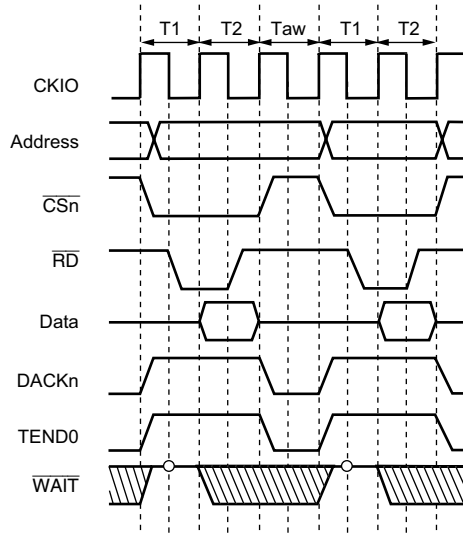 T1 T2 Taw T1 T2
CKIO
Address
CSn
RD
Data
DACKn
TEND0
WAIT